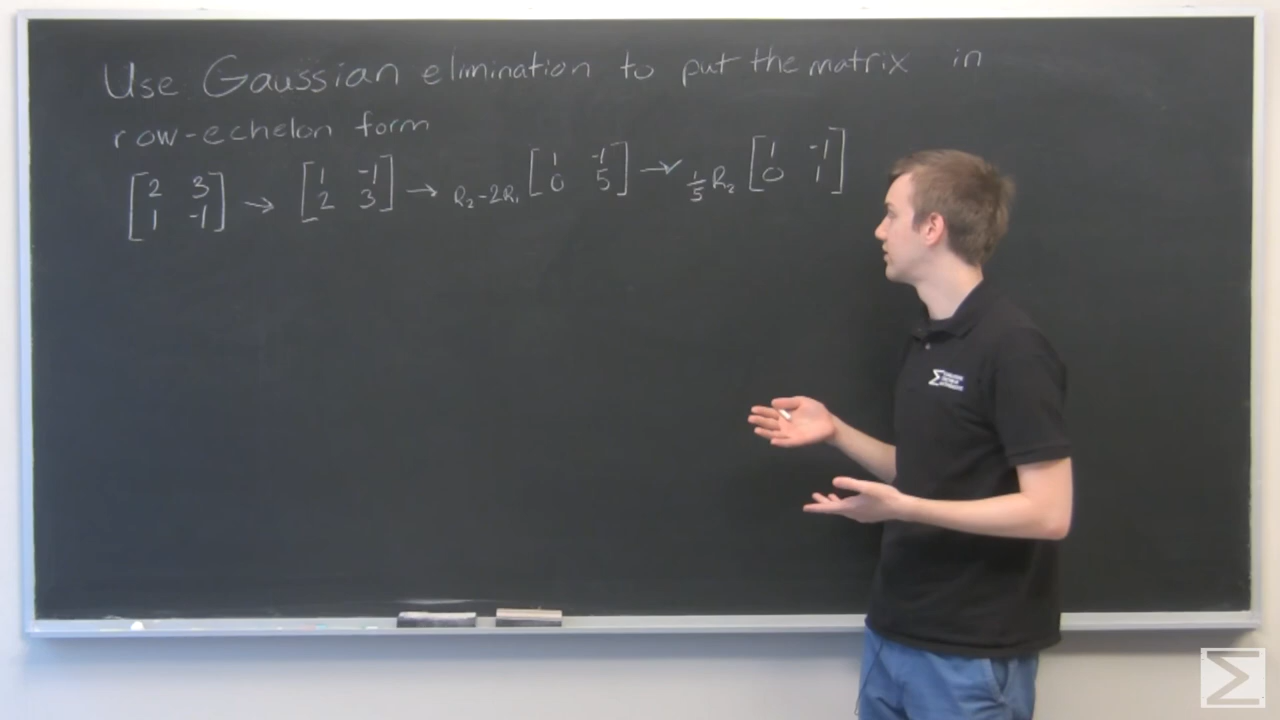 Use Gaussian elimination to put the matrix in
row-echelon form
[2 3; 1 -1] → [1 -1; 2 3] → R₂-2R₁ [1 -1; 0 5] → 1/5 R₂ [1 -1; 0 1]